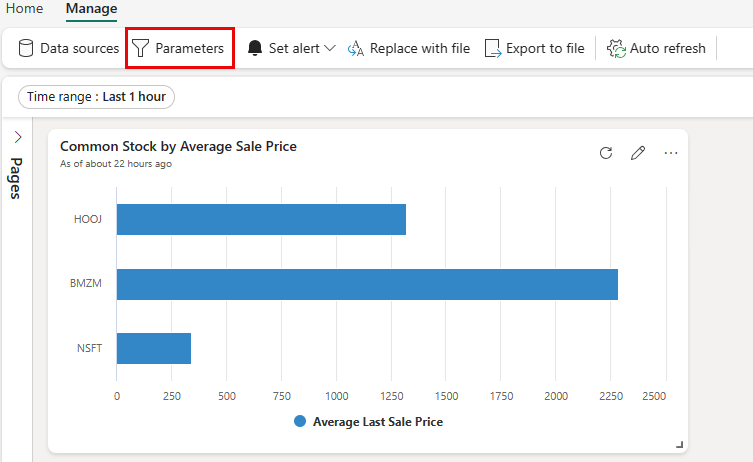 Home Manage
Data sources Parameters Set alert Replace with file Export to file Auto refresh
Time range : Last 1 hour
Pages
Common Stock by Average Sale Price
As of about 22 hours ago
HOOJ
BMZM
NSFT
0 250 500 750 1000 1250 1500 1750 2000 2250 2500
Average Last Sale Price